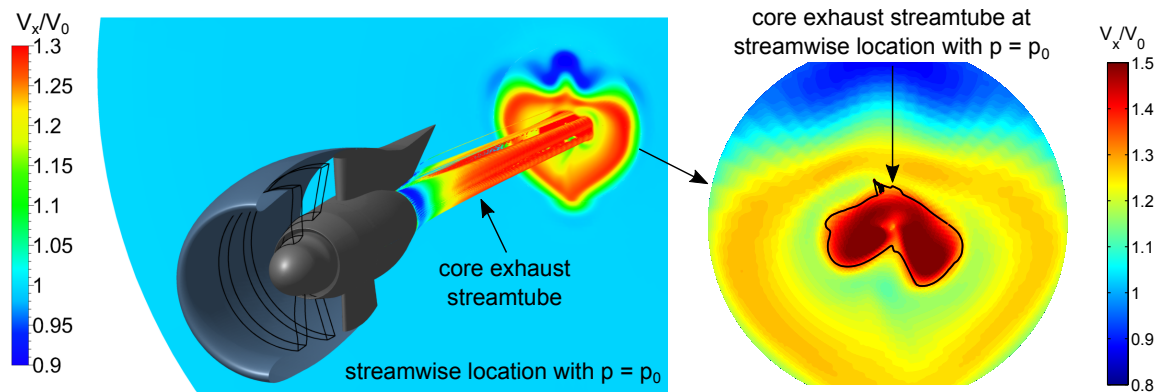 Vₓ/V₀
1.3
1.25
1.2
1.15
1.1
1.05
1
0.95
0.9
core exhaust
streamtube
streamwise location with p = p₀
core exhaust streamtube at
streamwise location with p = p₀
Vₓ/V₀
1.5
1.4
1.3
1.2
1.1
1
0.9
0.8